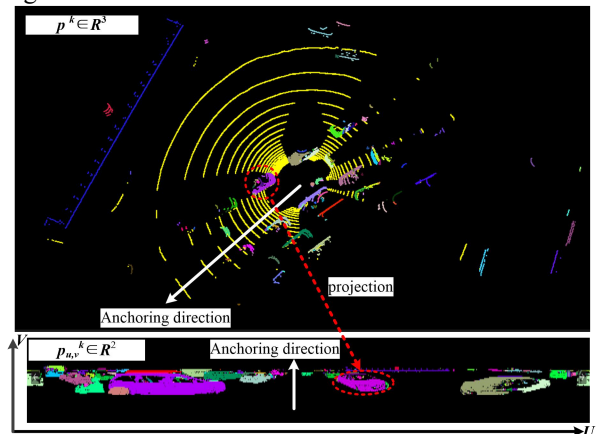 p^k∈R^3
projection
Anchoring direction
V
p_{u,v}^k∈R^2
Anchoring direction
U